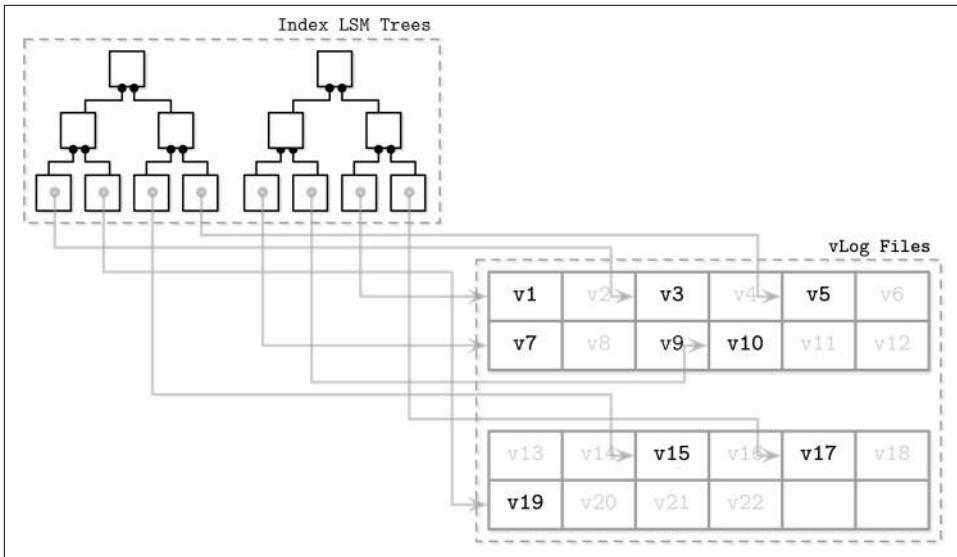 Index LSM Trees
vLog Files
v1 v2 v3 v4 v5 v6
v7 v8 v9 v10 v11 v12
v13 v14 v15 v16 v17 v18
v19 v20 v21 v22